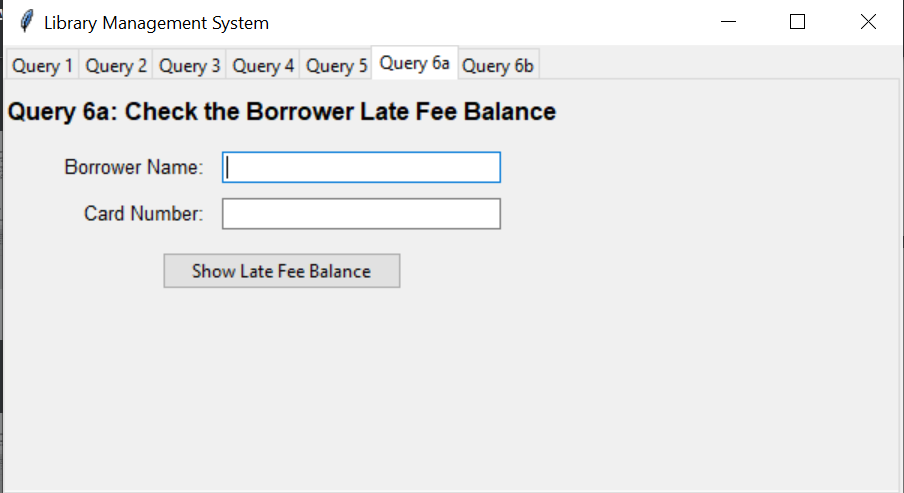 Library Management System
Query 1 Query 2 Query 3 Query 4 Query 5 Query 6a Query 6b
Query 6a: Check the Borrower Late Fee Balance
Borrower Name:
Card Number:
Show Late Fee Balance